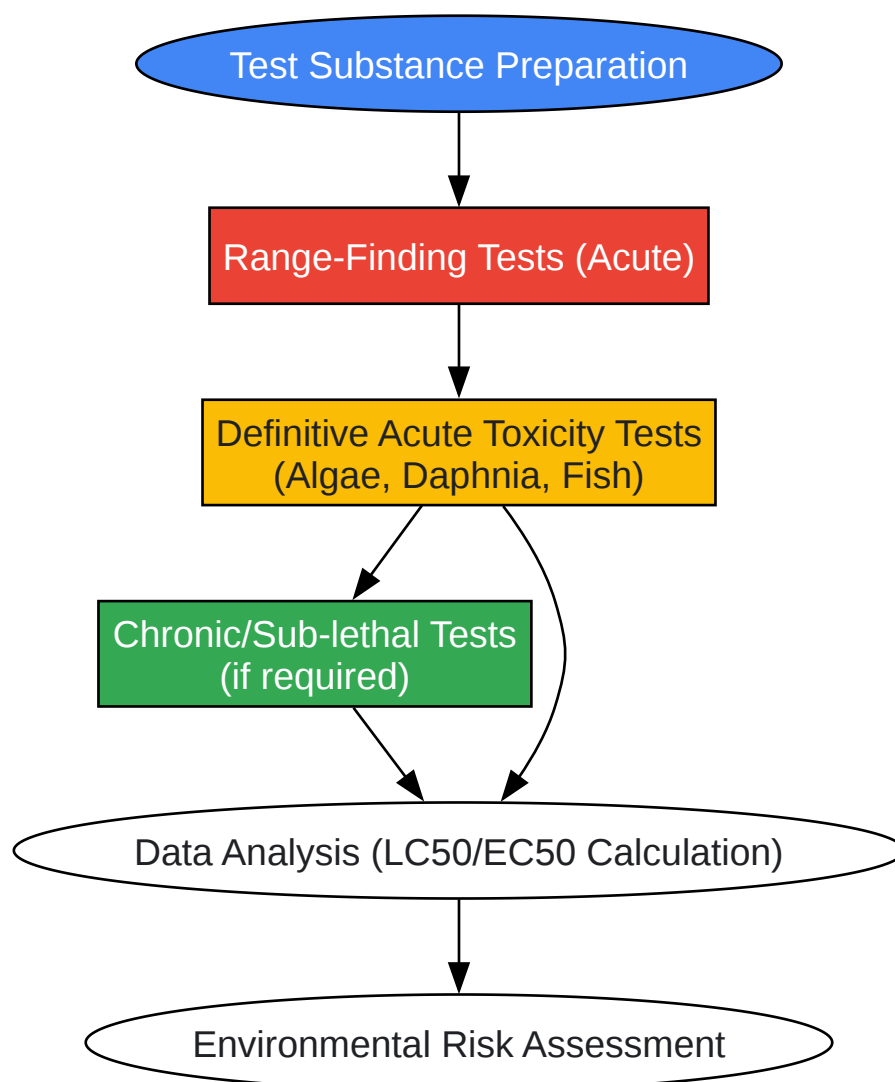 Test Substance Preparation
Range-Finding Tests (Acute)
Definitive Acute Toxicity Tests
(Algae, Daphnia, Fish)
Chronic/Sub-lethal Tests
(if required)
Data Analysis (LC50/EC50 Calculation)
Environmental Risk Assessment